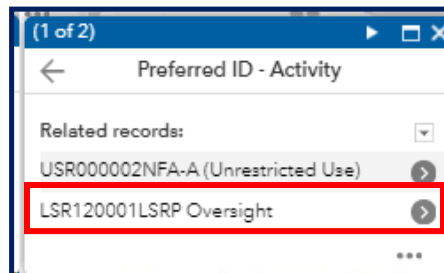 (1 of 2)
Preferred ID - Activity
Related records:
USR000002NFA-A (Unrestricted Use)
LSR120001LSRP Oversight